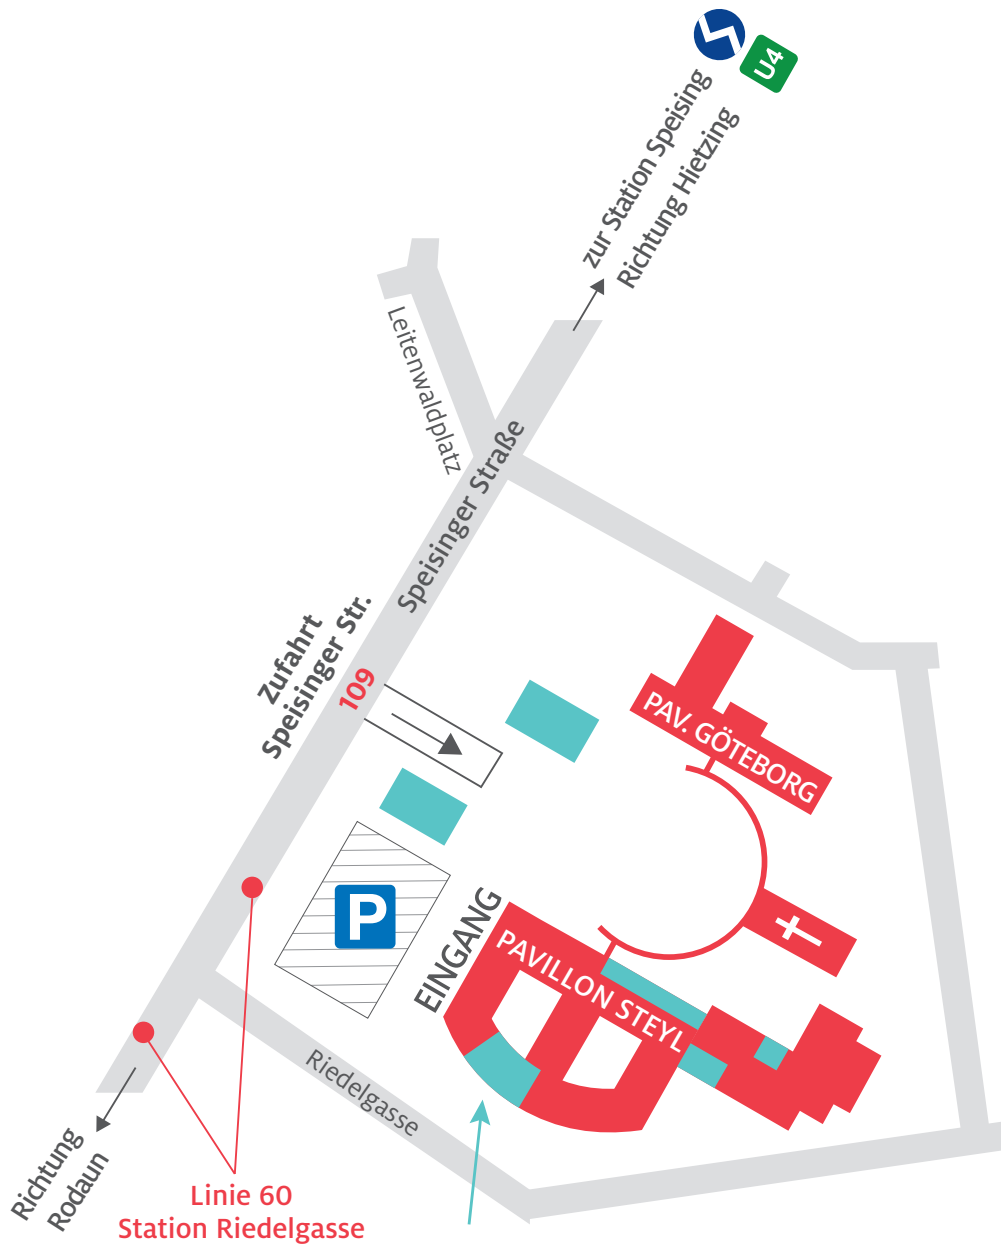 U4
zur Station Speising
Richtung Hietzing
Leitenwaldplatz
Speisinger Straße
Zufahrt
Speisinger Str.
109
PAV. GÖTEBORG
P
EINGANG
PAVILLON STEYL
Riedelgasse
Richtung
Rodaun
Linie 60
Station Riedelgasse